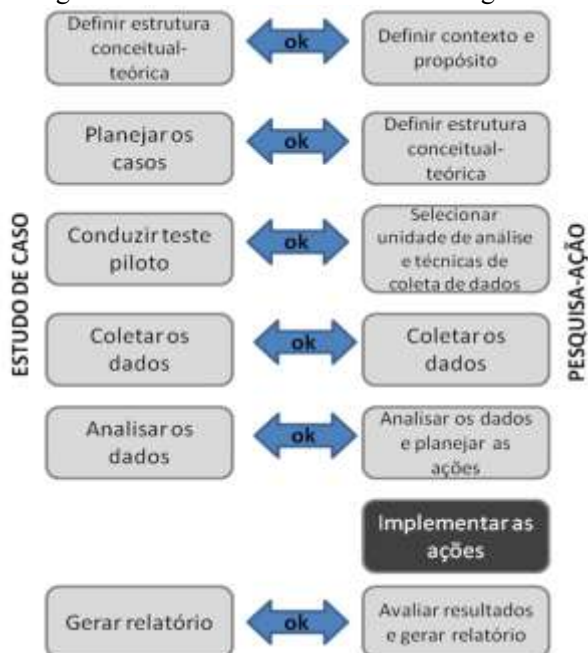 Definir estrutura
conceitual-
teórica
ok
Definir contexto e
propósito
Planejar os
casos
ok
Definir estrutura
conceitual-
teórica
ESTUDO DE CASO
Conduzir teste
piloto
ok
Selecionar
unidade de análise
e técnicas de
coleta de dados
PESQUISA-AÇÃO
Coletar os
dados
ok
Coletar os
dados
Analisar os
dados
ok
Analisar os dados
e planejar as
ações
Implementar as
ações
Gerar relatório
ok
Avaliar resultados
e gerar relatório